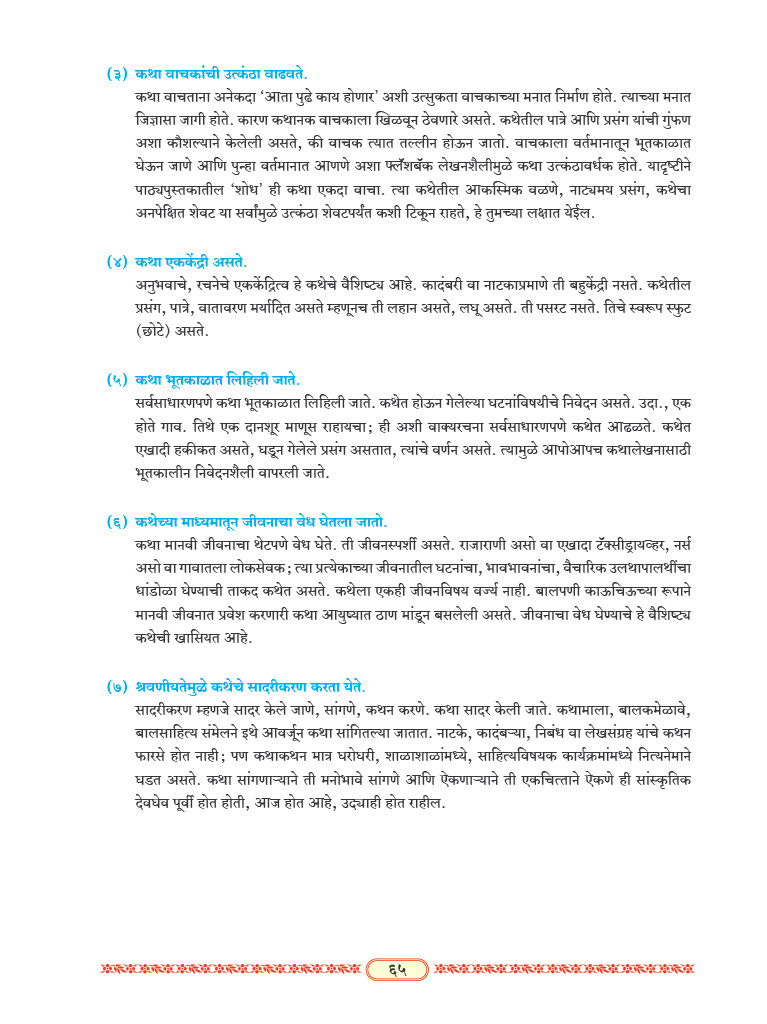 (३) कथा वाचकांची उत्कंठा वाढवते.
कथा वाचताना अनेकदा ‘आता पुढे काय होणार’ अशी उत्सुकता वाचकाच्या मनात निर्माण होते. त्याच्या मनात
जिज्ञासा जागी होते. कारण कथानक वाचकाला खिळवून ठेवणारे असते. कथेतील पात्रे आणि प्रसंग यांची गुंफण
अशा कौशल्याने केलेली असते, की वाचक त्यात तल्लीन होऊन जातो. वाचकाला वर्तमानातून भूतकाळात
घेऊन जाणे आणि पुन्हा वर्तमानात आणणे अशा फ्लॅशबॅक लेखनशैलीमुळे कथा उत्कंठावर्धक होते. यादृष्टीने
पाठ्यपुस्तकातील ‘शोध’ ही कथा एकदा वाचा. त्या कथेतील आकस्मिक वळणे, नाट्यमय प्रसंग, कथेचा
अनपेक्षित शेवट या सर्वांमुळे उत्कंठा शेवटपर्यंत कशी टिकून राहते, हे तुमच्या लक्षात येईल.
(४) कथा एककेंद्री असते.
अनुभवाचे, रचनेचे एककेंद्रित्व हे कथेचे वैशिष्ट्य आहे. कादंबरी वा नाटकाप्रमाणे ती बहुकेंद्री नसते. कथेतील
प्रसंग, पात्रे, वातावरण मर्यादित असते म्हणूनच ती लहान असते, लघू असते. ती पसरट नसते. तिचे स्वरूप स्फुट
(छोटे) असते.
(५) कथा भूतकाळात लिहिली जाते.
सर्वसाधारणपणे कथा भूतकाळात लिहिली जाते. कथेत होऊन गेलेल्या घटनांविषयीचे निवेदन असते. उदा., एक
होते गाव. तिथे एक दानशूर माणूस राहायचा; ही अशी वाक्यरचना सर्वसाधारणपणे कथेत आढळते. कथेत
एखादी हकीकत असते, घडून गेलेले प्रसंग असतात, त्यांचे वर्णन असते. त्यामुळे आपोआपच कथालेखनासाठी
भूतकालीन निवेदनशैली वापरली जाते.
(६) कथेच्या माध्यमातून जीवनाचा वेध घेतला जातो.
कथा मानवी जीवनाचा थेटपणे वेध घेते. ती जीवनस्पर्शी असते. राजाराणी असो वा एखादा टॅक्सीड्रायव्हर, नर्स
असो वा गावातला लोकसेवक; त्या प्रत्येकाच्या जीवनातील घटनांचा, भावभावनांचा, वैचारिक उलथापालथींचा
धांडोळा घेण्याची ताकद कथेत असते. कथेला एकही जीवनविषय वर्ज्य नाही. बालपणी काऊचिऊच्या रूपाने
मानवी जीवनात प्रवेश करणारी कथा आयुष्यात ठाण मांडून बसलेली असते. जीवनाचा वेध घेण्याचे हे वैशिष्ट्य
कथेची खासियत आहे.
(७) श्रवणीयतेमुळे कथेचे सादरीकरण करता येते.
सादरीकरण म्हणजे सादर केले जाणे, सांगणे, कथन करणे. कथा सादर केली जाते. कथामाला, बालकमेळावे,
बालसाहित्य संमेलने इथे आवर्जून कथा सांगितल्या जातात. नाटके, कादंबऱ्या, निबंध वा लेखसंग्रह यांचे कथन
फारसे होत नाही; पण कथाकथन मात्र घरोघरी, शाळाशाळांमध्ये, साहित्यविषयक कार्यक्रमांमध्ये नित्यनेमाने
घडत असते. कथा सांगणाऱ्याने ती मनोभावे सांगणे आणि ऐकणाऱ्याने ती एकचित्ताने ऐकणे ही सांस्कृतिक
देवघेव पूर्वी होत होती, आज होत आहे, उद्याही होत राहील.
६५